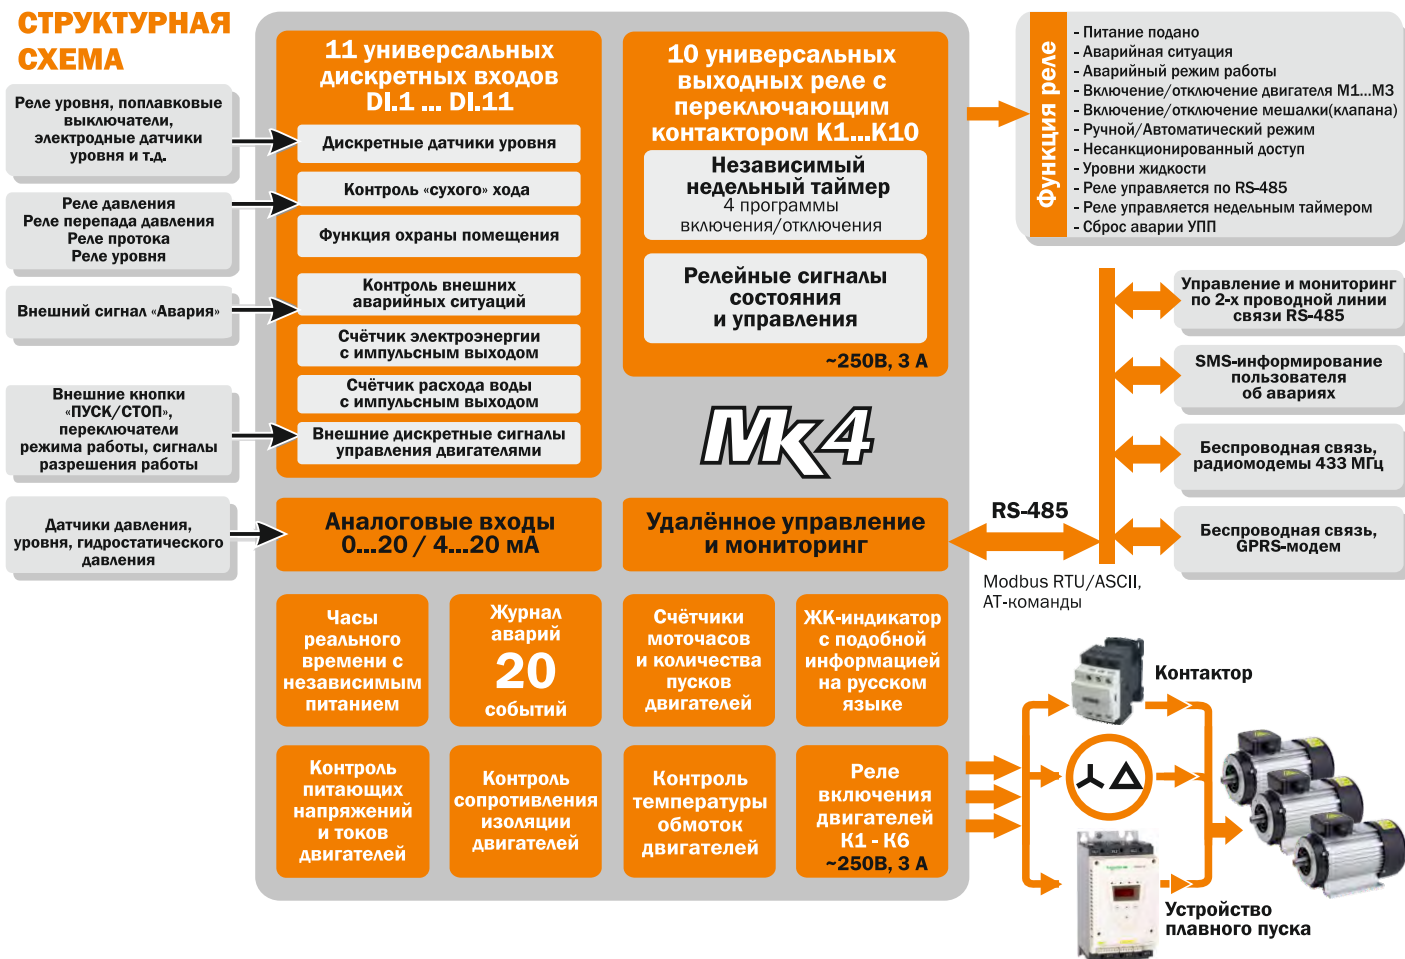 СТРУКТУРНАЯ
СХЕМА
Реле уровня, поплавковые
выключатели,
электродные датчики
уровня и т.д.
Реле давления
Реле перепада давления
Реле протока
Реле уровня
Внешний сигнал «Авария»
Внешние кнопки
«ПУСК/СТОП»,
переключатели
режима работы, сигналы
разрешения работы
Датчики давления,
уровня, гидростатического
давления
11 универсальных
дискретных входов
DI.1 ... DI.11
Дискретные датчики уровня
Контроль «сухого» хода
Функция охраны помещения
Контроль внешних
аварийных ситуаций
Счётчик электроэнергии
с импульсным выходом
Счётчик расхода воды
с импульсным выходом
Внешние дискретные сигналы
управления двигателями
10 универсальных
выходных реле с
переключающим
контактором К1...К10
Независимый
недельный таймер
4 программы
включения/отключения
Релейные сигналы
состояния
и управления
~250В, 3 А
МК4
Аналоговые входы
0...20 / 4...20 мА
Удалённое управление
и мониторинг
Часы
реального
времени с
независимым
питанием
Журнал
аварий
20
событий
Счётчики
моточасов
и количества
пусков
двигателей
ЖК-индикатор
с подобной
информацией
на русском
языке
Контроль
питающих
напряжений
и токов
двигателей
Контроль
сопротивления
изоляции
двигателей
Контроль
температуры
обмоток
двигателей
Реле
включения
двигателей
К1 - К6
~250В, 3 А
Функция реле
- Питание подано
- Аварийная ситуация
- Аварийный режим работы
- Включение/отключение двигателя М1...М3
- Включение/отключение мешалки(клапана)
- Ручной/Автоматический режим
- Несанкционированный доступ
- Уровни жидкости
- Реле управляется по RS-485
- Реле управляется недельным таймером
- Сброс аварии УПП
Управление и мониторинг
по 2-х проводной линии
связи RS-485
SMS-информирование
пользователя
об авариях
Беспроводная связь,
радиомодемы 433 МГц
Беспроводная связь,
GPRS-модем
RS-485
Modbus RTU/ASCII,
АТ-команды
Контактор
Устройство
плавного пуска